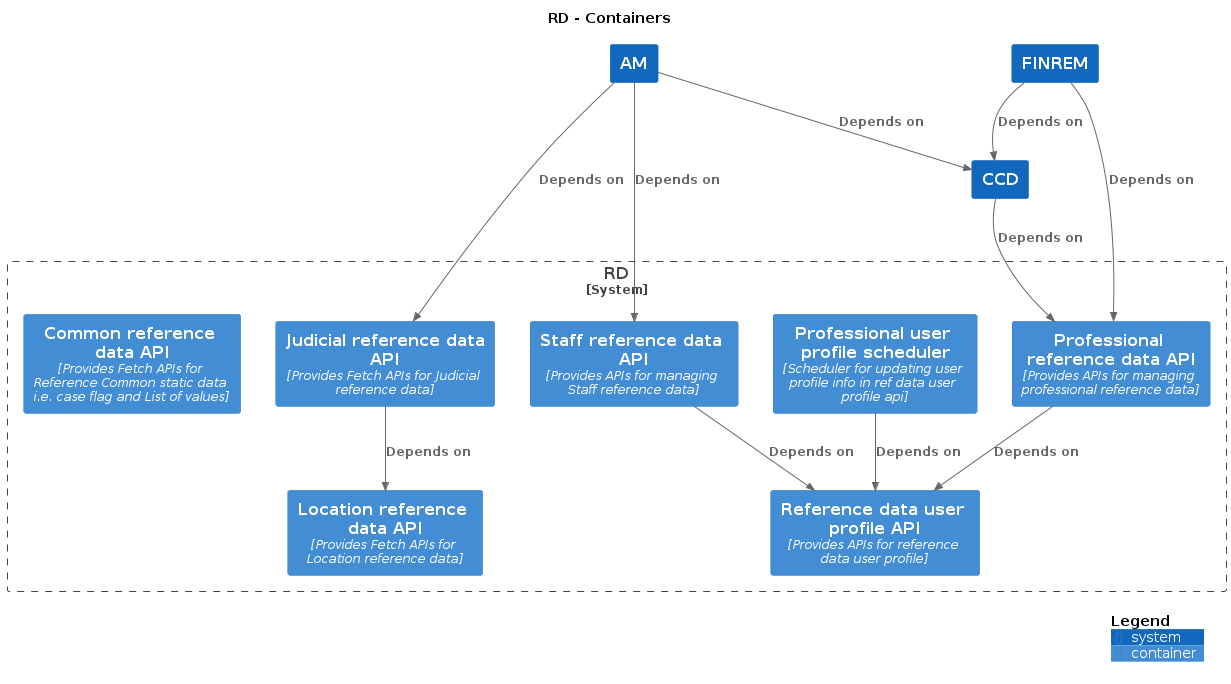 RD - Containers
AM
FINREM
Depends on
Depends on
CCD
Depends on
Depends on
Depends on
Depends on
RD
[System]
Common reference
data API
[Provides Fetch APIs for
Reference Common static data
i.e. case flag and List of values]
Judicial reference data
API
[Provides Fetch APIs for Judicial
reference data]
Staff reference data
API
[Provides APIs for managing
Staff reference data]
Professional user
profile scheduler
[Scheduler for updating user
profile info in ref data user
profile api]
Professional
reference data API
[Provides APIs for managing
professional reference data]
Depends on
Depends on
Depends on
Depends on
Location reference
data API
[Provides Fetch APIs for
Location reference data]
Reference data user
profile API
[Provides APIs for reference
data user profile]
Legend
system
container